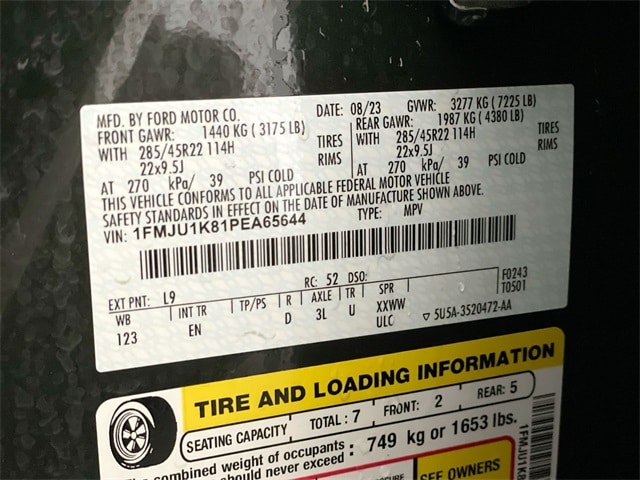 MFD. BY FORD MOTOR CO. DATE: 08/23 GVWR: 3277 KG ( 7225 LB)
FRONT GAWR: 1440 KG ( 3175 LB) REAR GAWR: 1987 KG ( 4380 LB)
WITH 285/45R22 114H TIRES WITH 285/45R22 114H TIRES
22x9.5J RIMS 22x9.5J RIMS
AT 270 kPa/ 39 PSI COLD AT 270 kPa/ 39 PSI COLD
THIS VEHICLE CONFORMS TO ALL APPLICABLE FEDERAL MOTOR VEHICLE
SAFETY STANDARDS IN EFFECT ON THE DATE OF MANUFACTURE SHOWN ABOVE.
VIN: 1FMJU1K81PEA65644 TYPE: MPV
EXT PNT: L9 RC: 52 DSO: F0243
WB INT TR TP/PS R AXLE TR SPR T0501
123 EN D 3L U XXWW
ULC ▽ 5U5A-3520472-AA
TIRE AND LOADING INFORMATION
SEATING CAPACITY TOTAL : 7 FRONT: 2 REAR: 5
combined weight of occupants
should never exceed : 749 kg or 1653 lbs.
SEE OWNERS